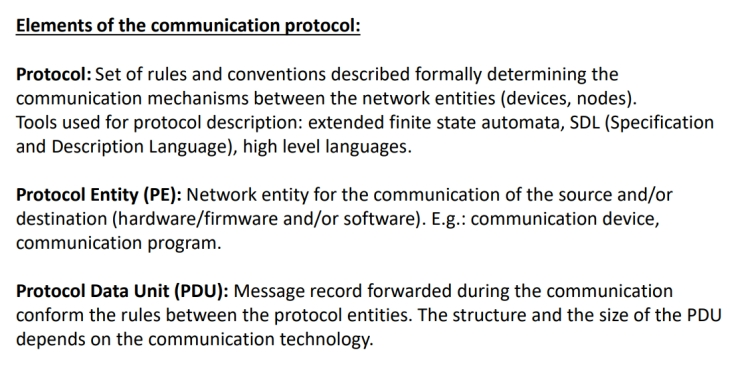 Elements of the communication protocol:
Protocol: Set of rules and conventions described formally determining the
communication mechanisms between the network entities (devices, nodes).
Tools used for protocol description: extended finite state automata, SDL (Specification
and Description Language), high level languages.
Protocol Entity (PE): Network entity for the communication of the source and/or
destination (hardware/firmware and/or software). E.g.: communication device,
communication program.
Protocol Data Unit (PDU): Message record forwarded during the communication
conform the rules between the protocol entities. The structure and the size of the PDU
depends on the communication technology.